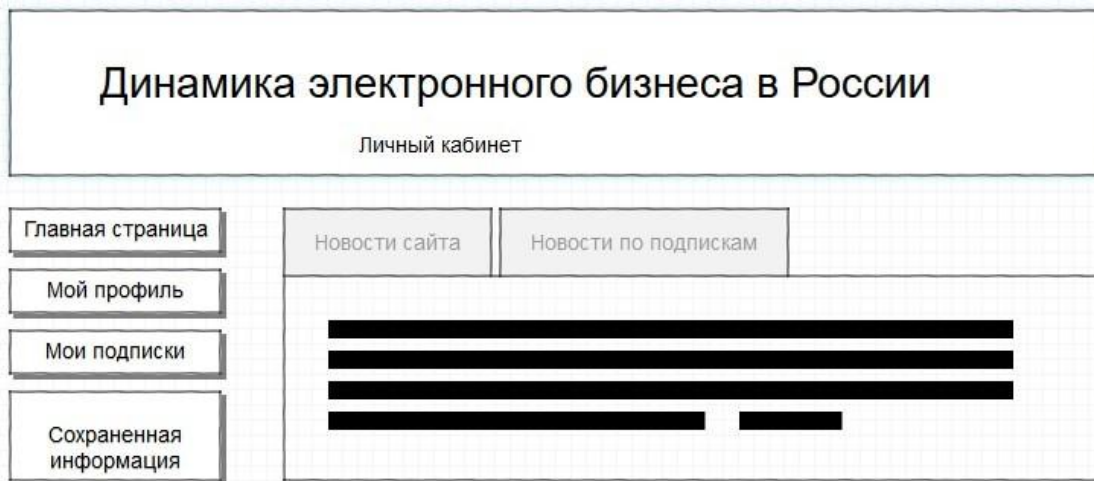 Динамика электронного бизнеса в России
Личный кабинет
Главная страница
Мой профиль
Мои подписки
Сохраненная
информация
Новости сайта
Новости по подпискам